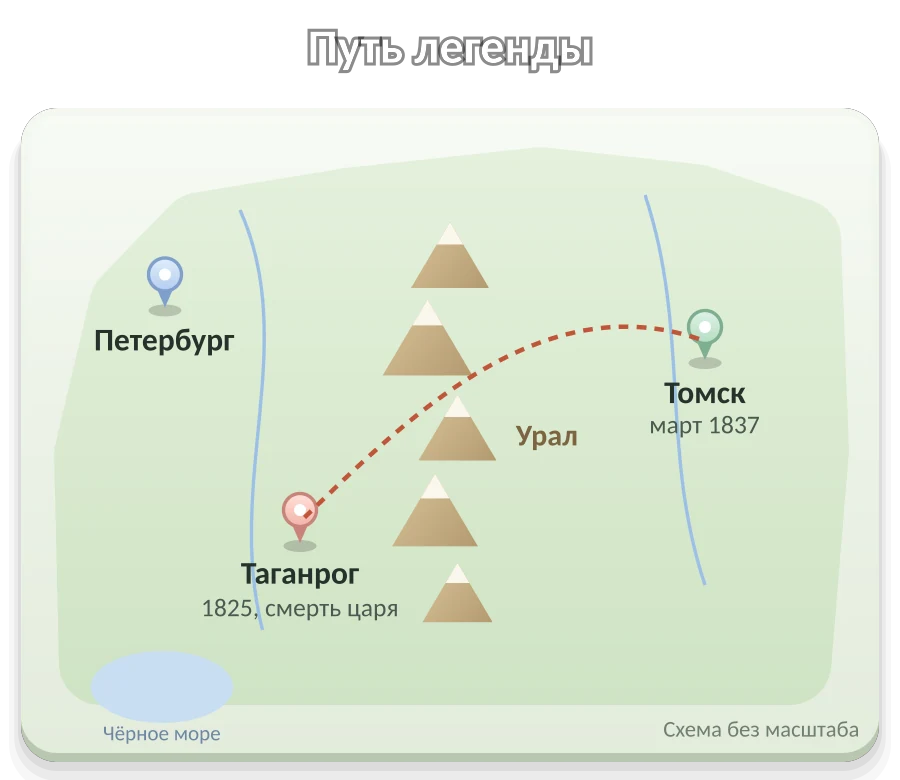 Путь легенды
Петербург
Томск
март 1837
Урал
Таганрог
1825, смерть царя
Чёрное море
Схема без масштаба